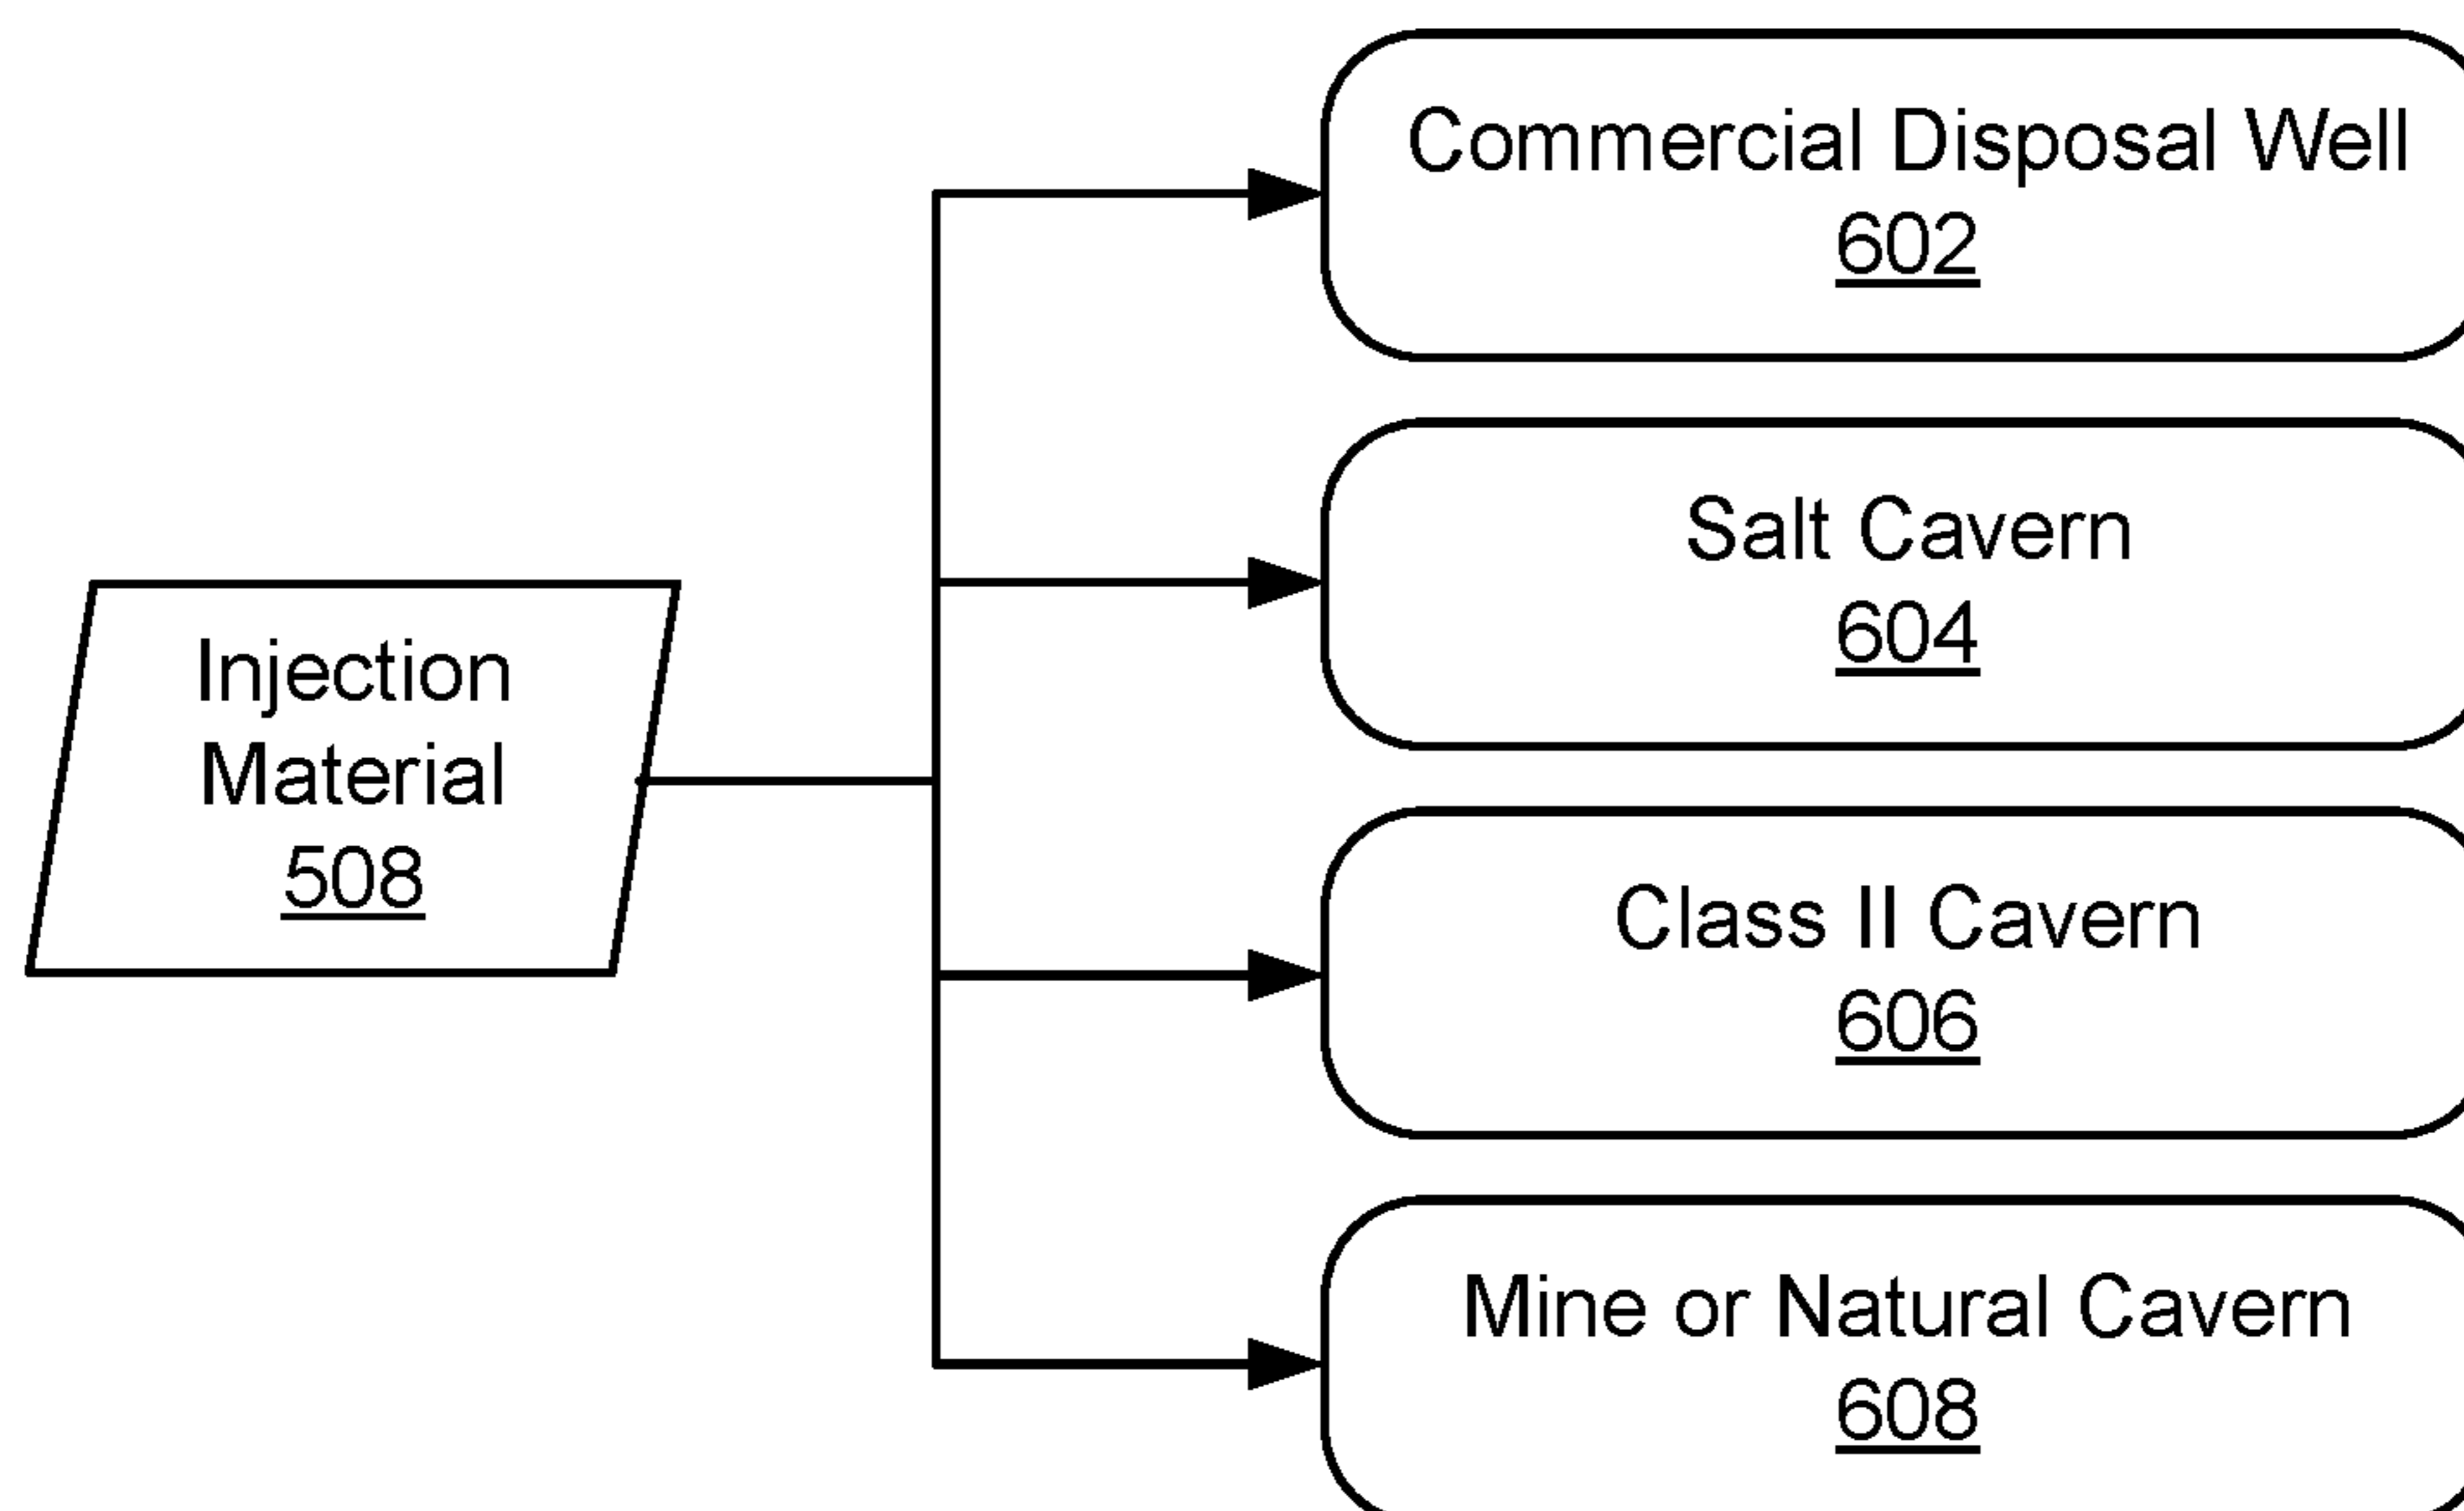 Commercial Disposal Well
602
Salt Cavern
604
Injection
Material
508
Class II Cavern
606
Mine or Natural Cavern
608